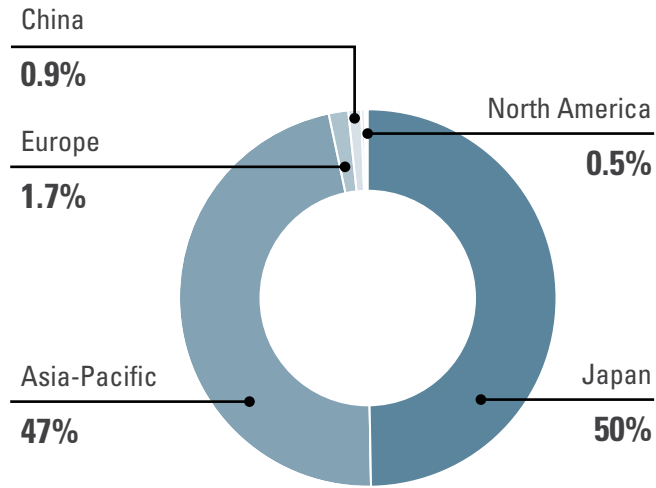 China
0.9%
North America
0.5%
Europe
1.7%
Asia-Pacific
47%
Japan
50%